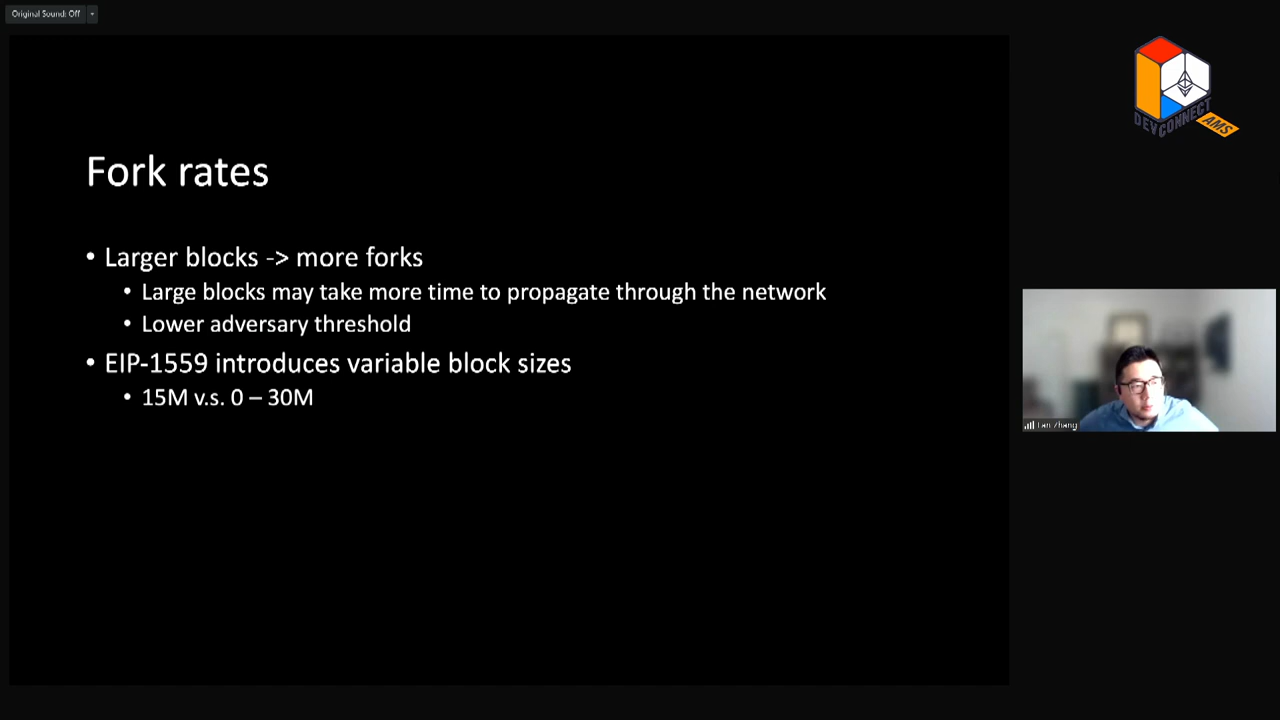 Original Sound: Off
DEVCONNECT
AMS
Fork rates
• Larger blocks -> more forks
• Large blocks may take more time to propagate through the network
• Lower adversary threshold
• EIP-1559 introduces variable block sizes
• 15M v.s. 0 – 30M
Zhang